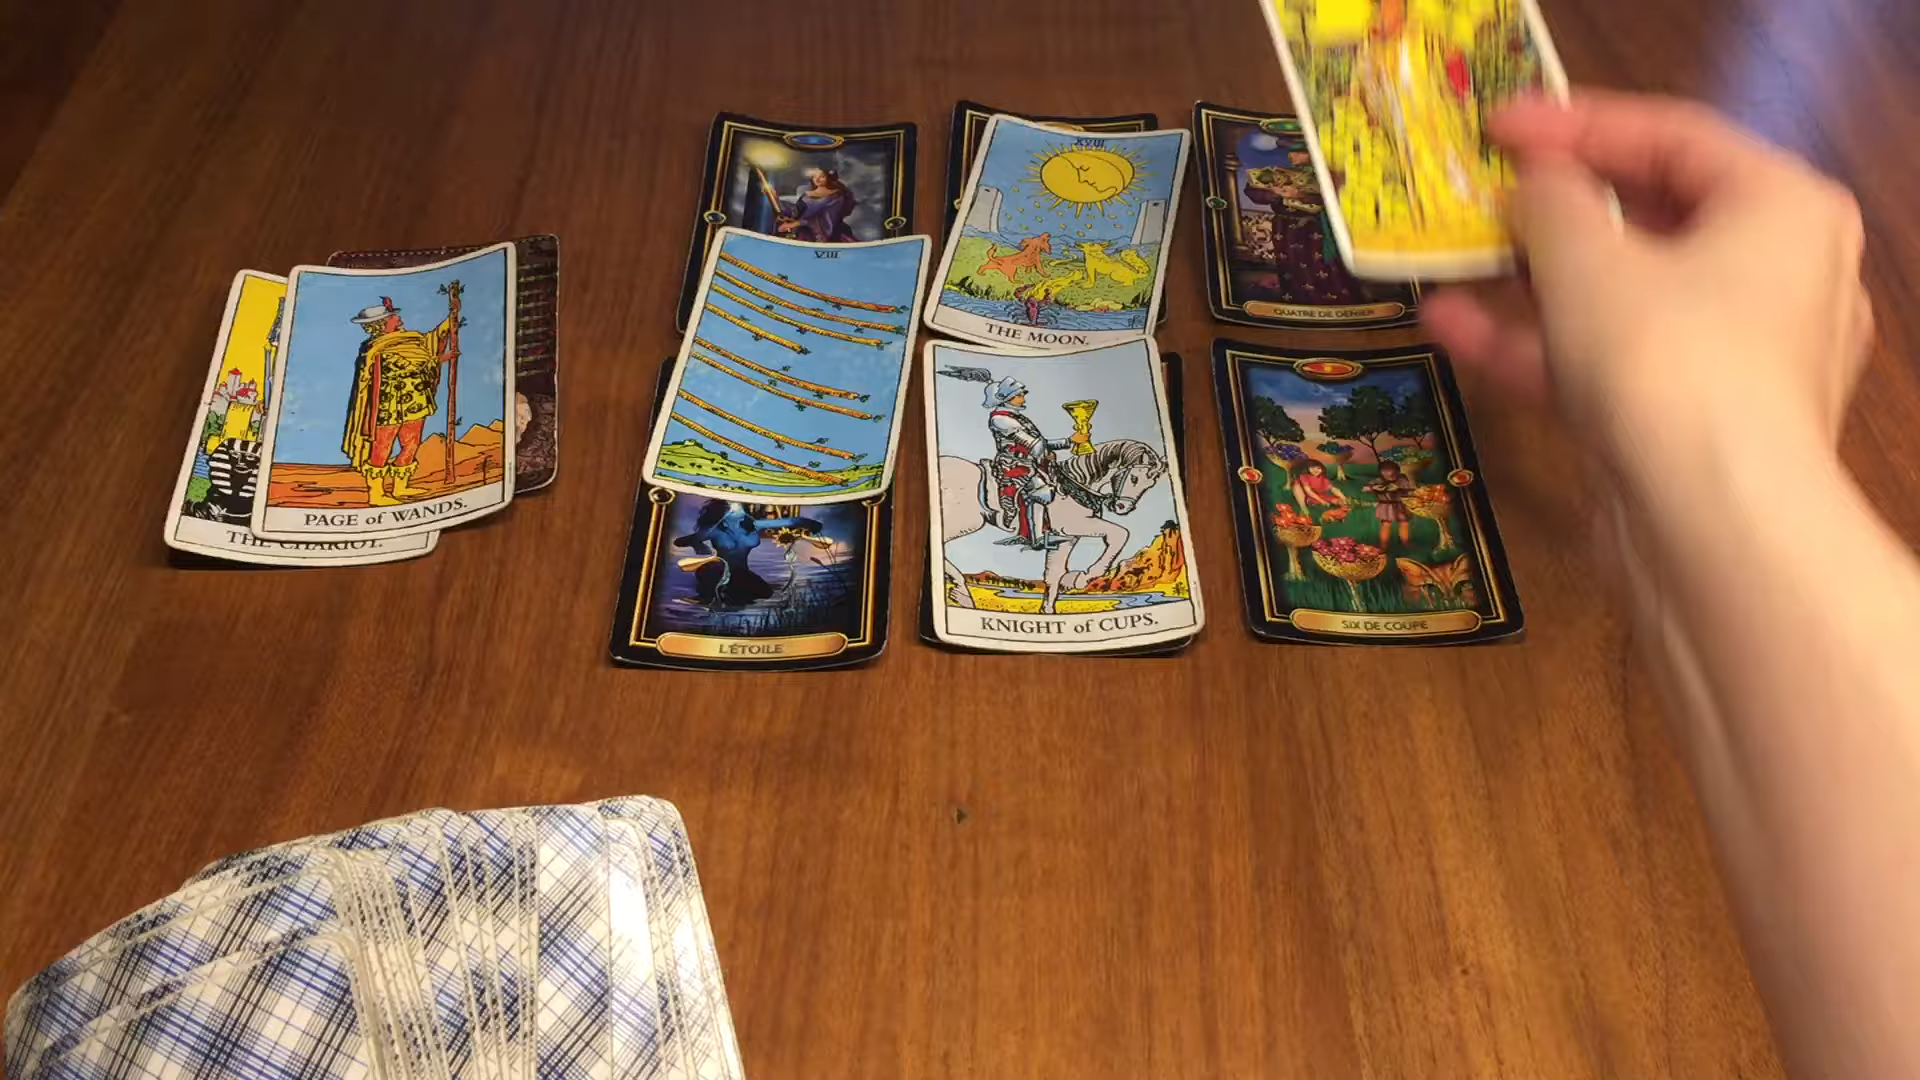 XVIII
THE MOON.
QUATRE DE DENIER
VIII
PAGE of WANDS.
THE CHARIOT.
KNIGHT of CUPS.
SIX DE COUPE
L'ÉTOILE